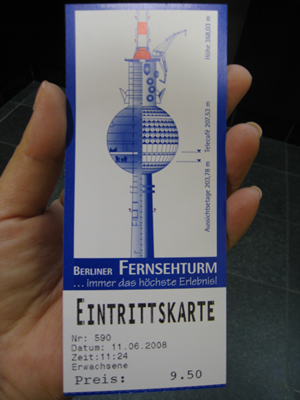 Höhe 368,03 m
Telecafé 207,53 m
Aussichtsetage 203,78 m
BERLINER FERNSEHTURM
...immer das höchste Erlebnis!
EINTRITTSKARTE
Nr: 590
Datum: 11.06.2008
Zeit:11:24
Erwachsene
Preis: 9.50